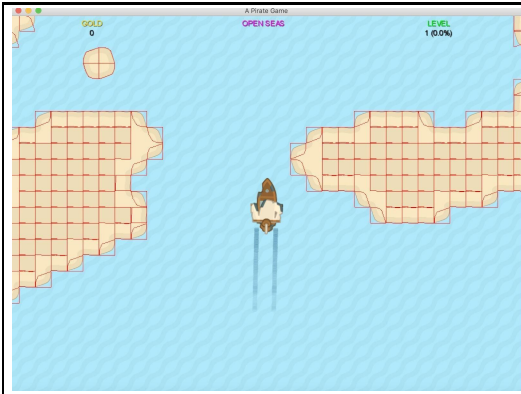 A Pirate Game
GOLD
0
OPEN SEAS
LEVEL
1 (0.0%)